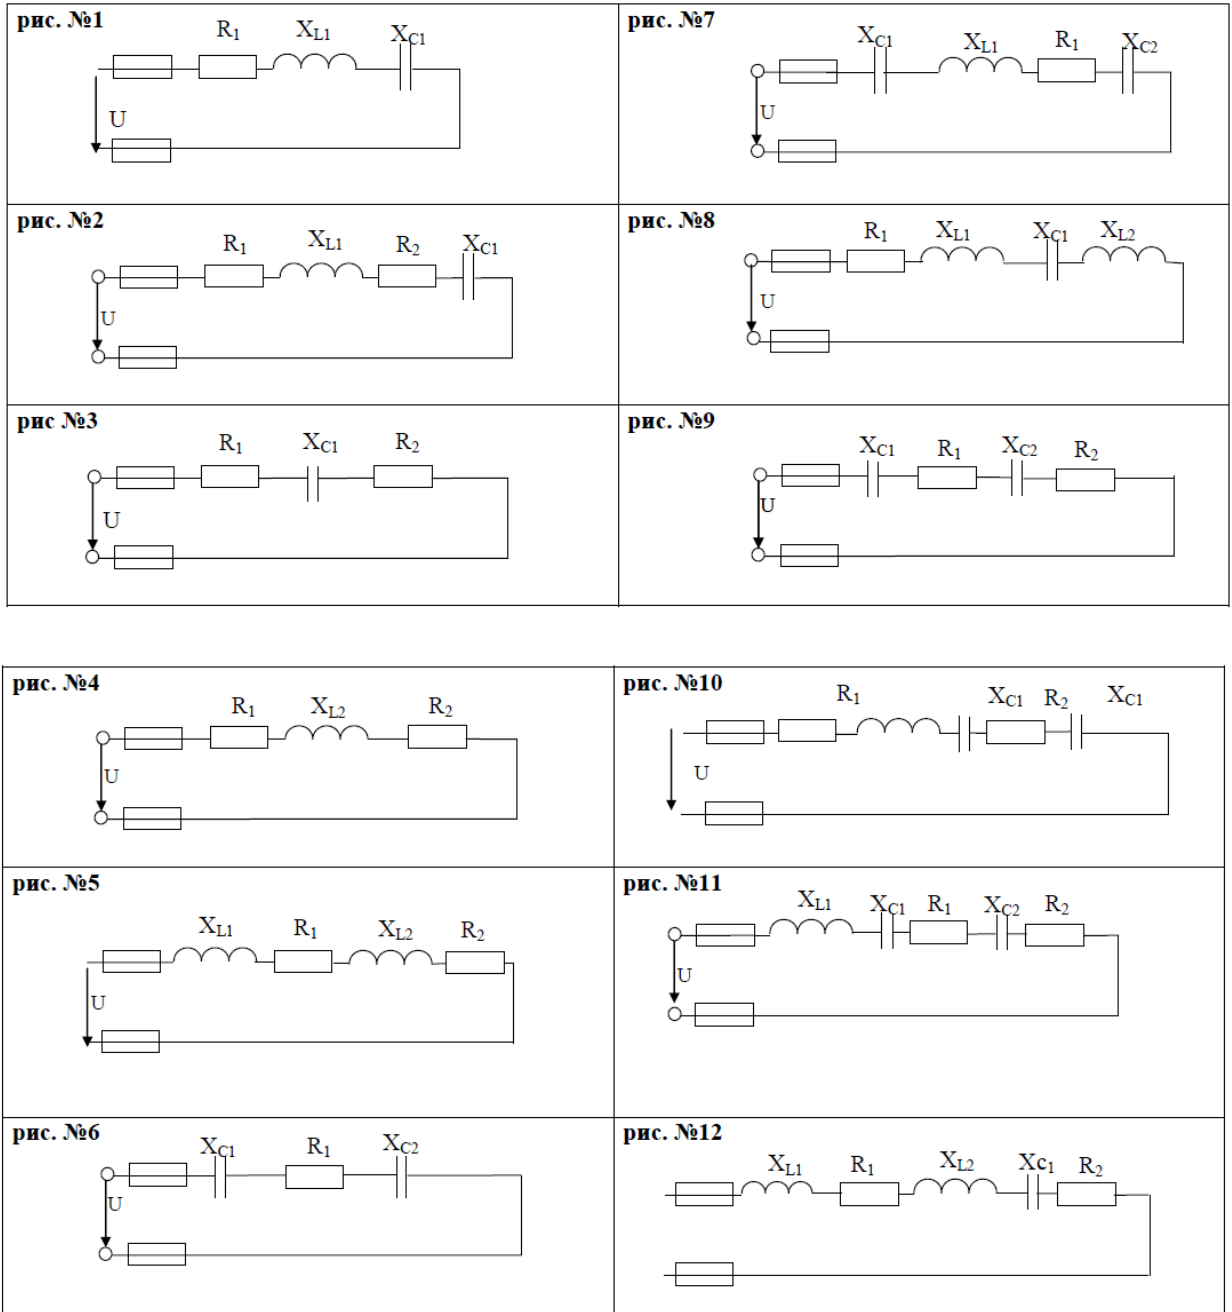 рис. №1
R1 XL1 XC1
U
рис. №7
XC1 XL1 R1 XC2
U
рис. №2
R1 XL1 R2 XC1
U
рис. №8
R1 XL1 XC1 XL2
U
рис №3
R1 XC1 R2
U
рис. №9
XC1 R1 XC2 R2
U
рис. №4
R1 XL2 R2
U
рис. №10
R1 XC1 R2 XC1
U
рис. №5
XL1 R1 XL2 R2
U
рис. №11
XL1 XC1 R1 XC2 R2
U
рис. №6
XC1 R1 XC2
U
рис. №12
XL1 R1 XL2 Xc1 R2